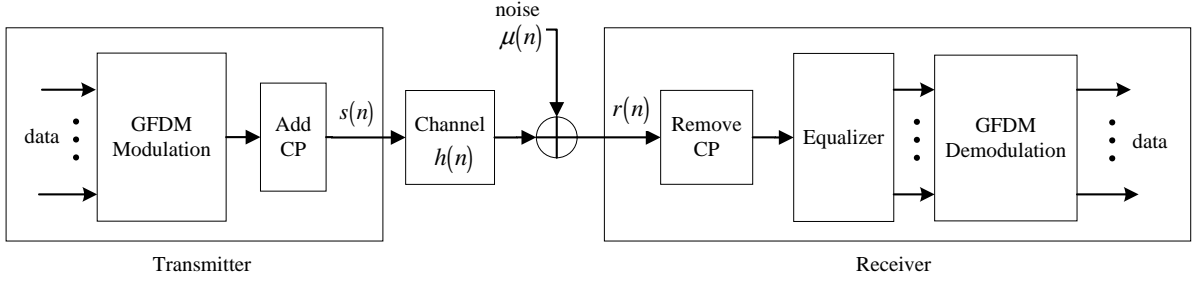 noise
μ(n)
data
GFDM
Modulation
Add
CP
s(n)
Channel
h(n)
r(n)
Remove
CP
Equalizer
GFDM
Demodulation
data
Transmitter
Receiver